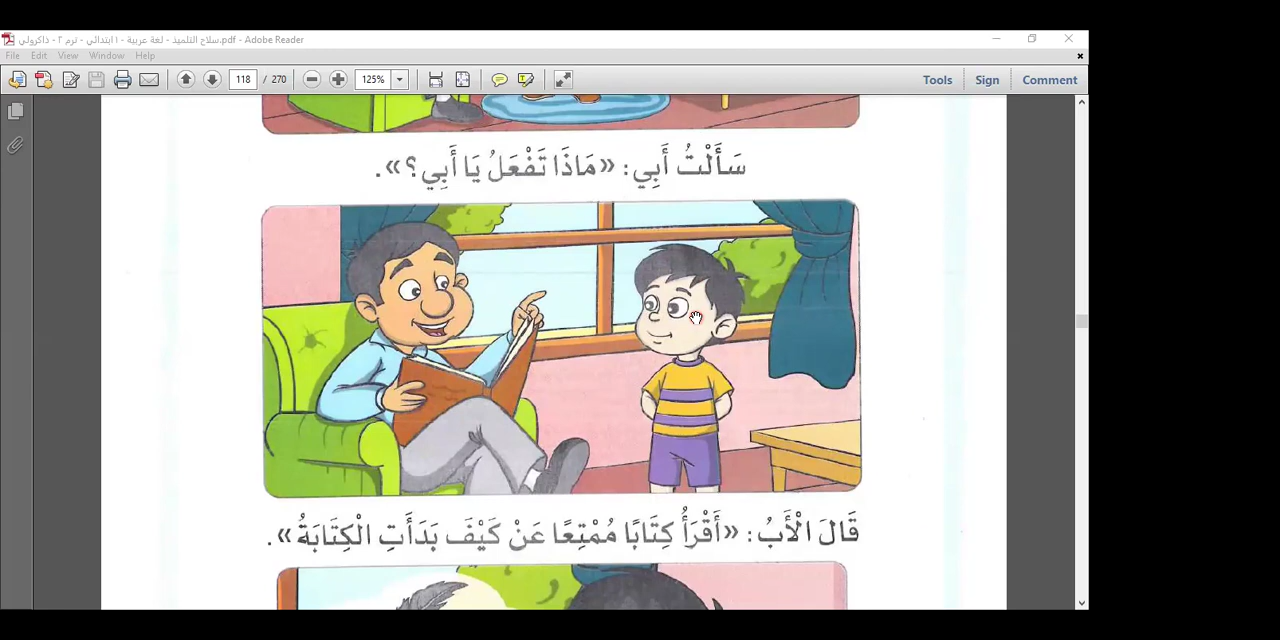 سلاح التلميذ - لغة عربية - ١ ابتدائي - ترم ٢ - ذاكرولي.pdf - Adobe Reader
File Edit View Window Help
118 / 270 125% Tools Sign Comment
سَأَلْتُ أَبِي: «مَاذَا تَفْعَلُ يَا أَبِي؟».
قَالَ الْأَبُ: «أَقْرَأُ كِتَابًا مُمْتِعًا عَنْ كَيْفَ بَدَأَتِ الْكِتَابَةُ».